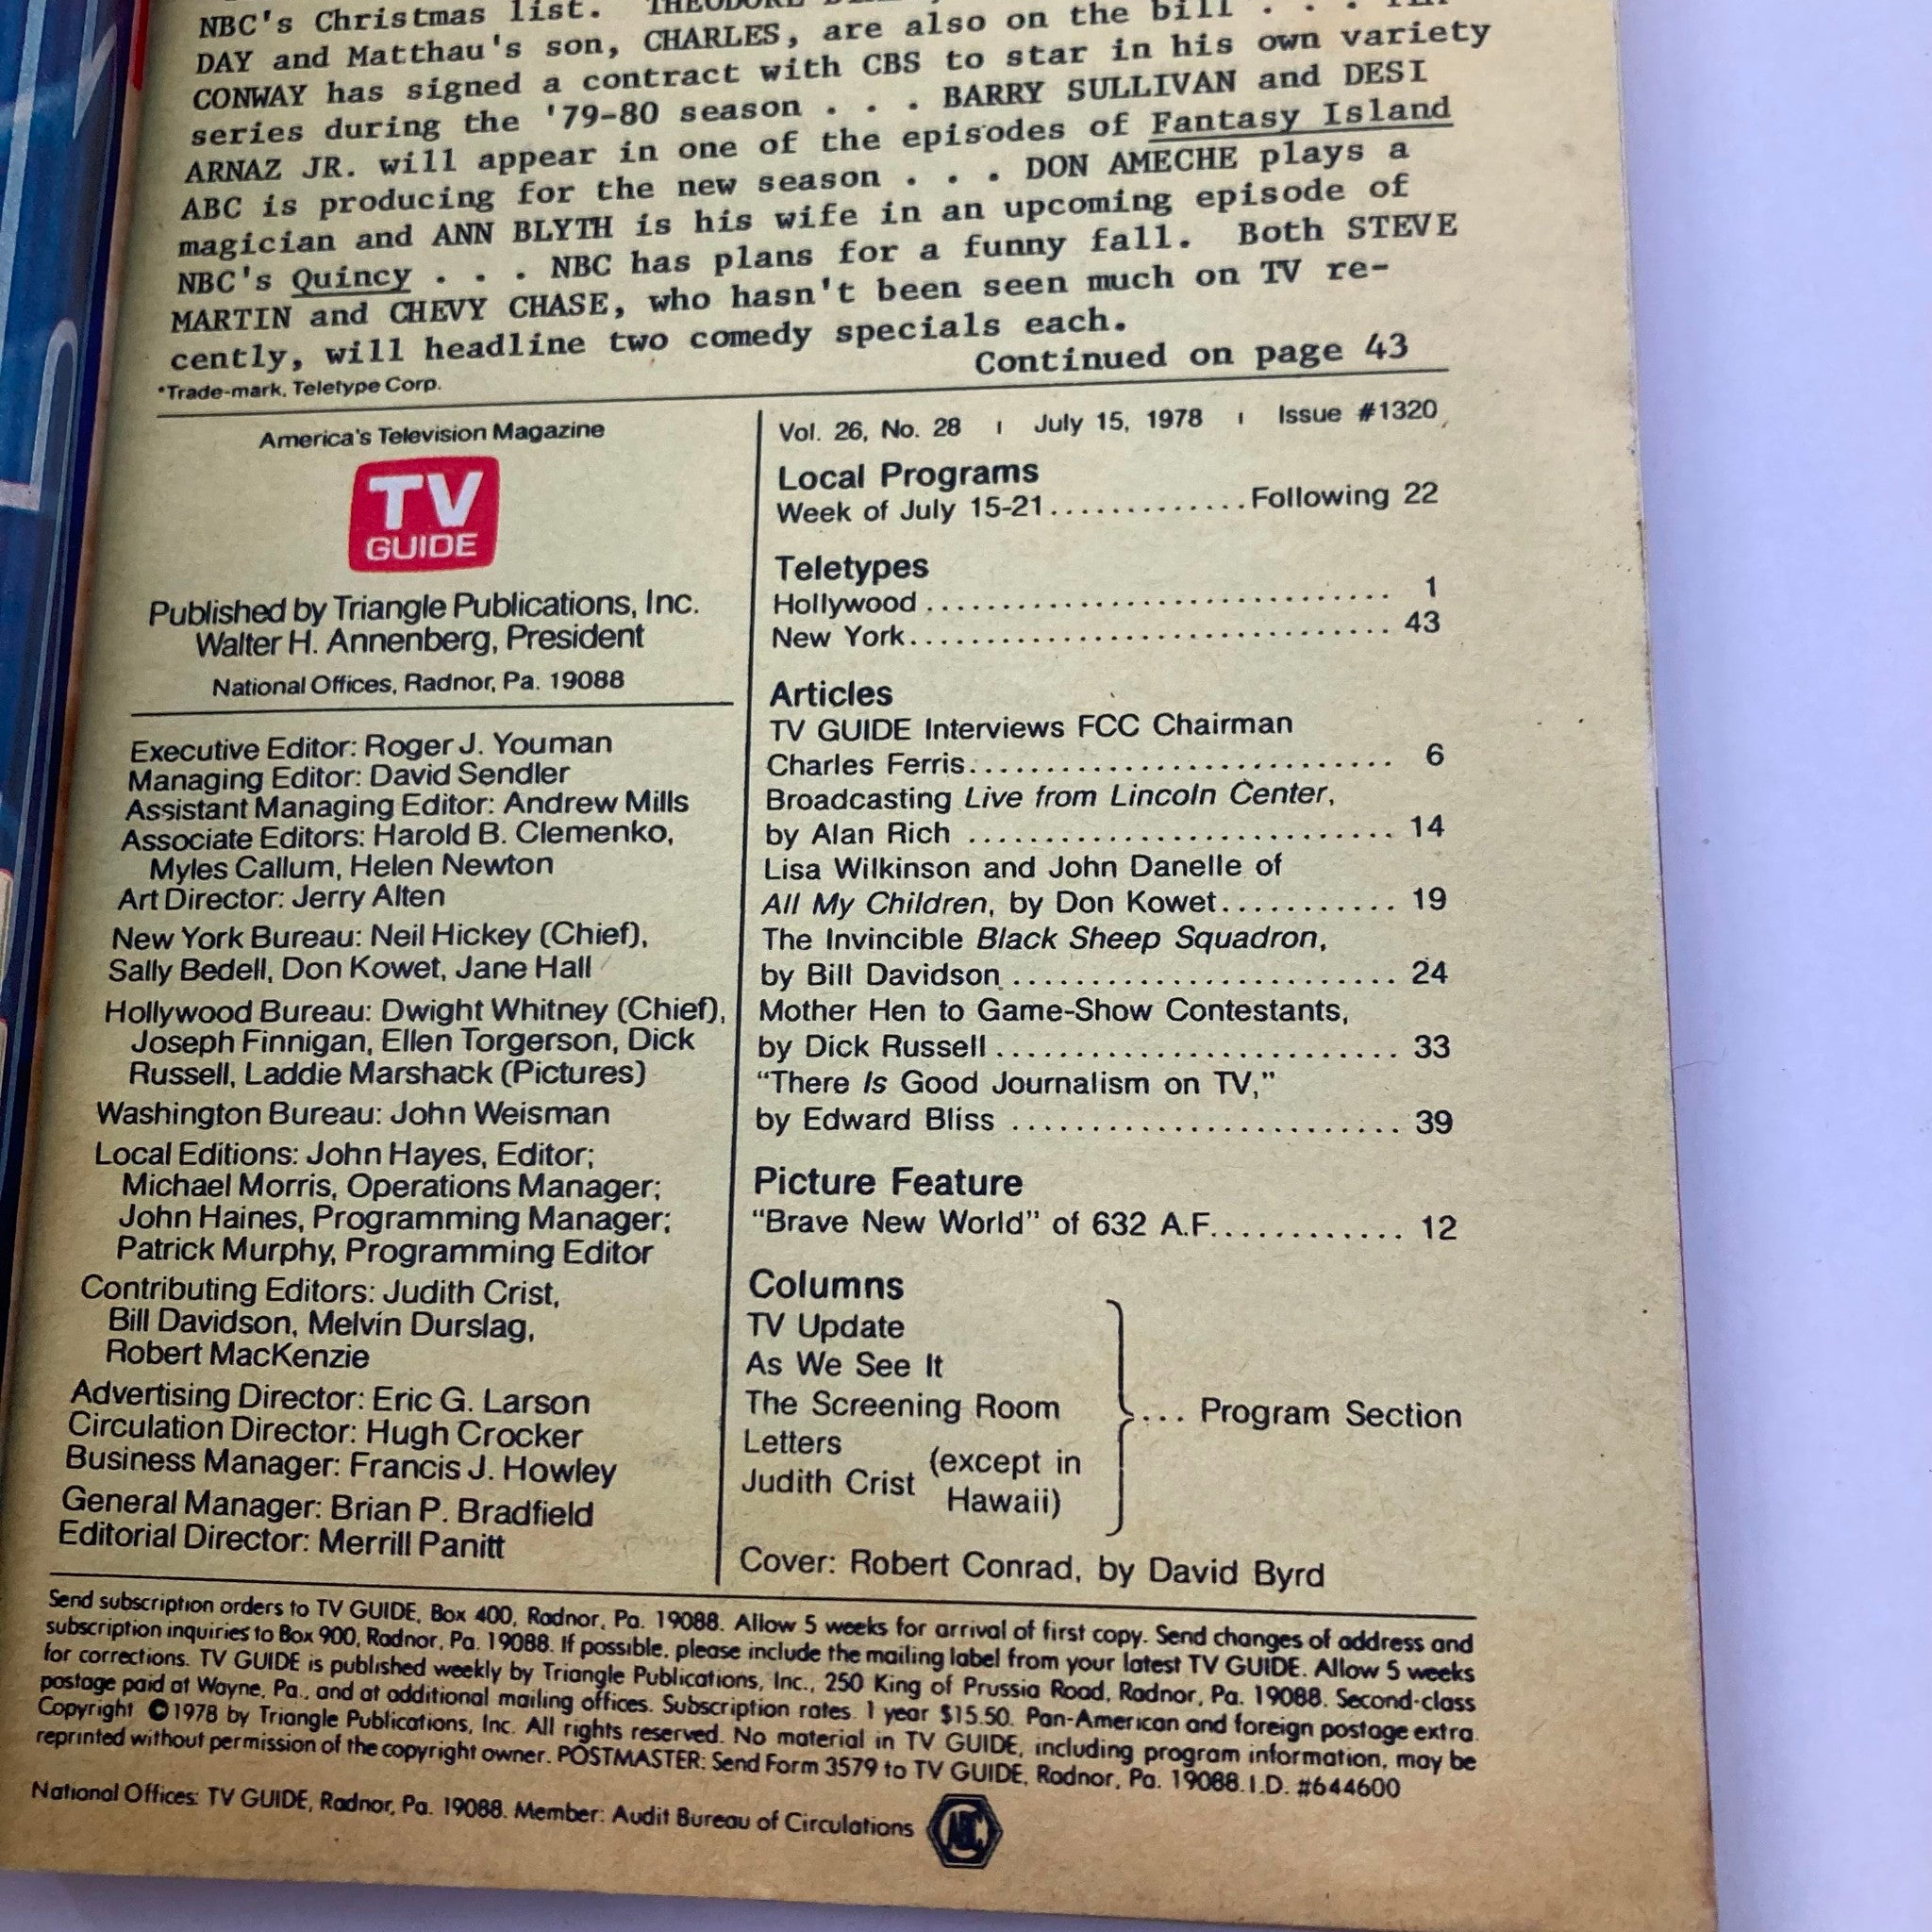 NBC's Christmas list. THEODORE
DAY and Matthau's son, CHARLES, are also on the bill . . .
CONWAY has signed a contract with CBS to star in his own variety
series during the '79-80 season . . . BARRY SULLIVAN and DESI
ARNAZ JR. will appear in one of the episodes of Fantasy Island
ABC is producing for the new season . . . DON AMECHE plays a
magician and ANN BLYTH is his wife in an upcoming episode of
NBC's Quincy . . . NBC has plans for a funny fall. Both STEVE
MARTIN and CHEVY CHASE, who hasn't been seen much on TV re-
cently, will headline two comedy specials each.
Continued on page 43
*Trade-mark, Teletype Corp.
America's Television Magazine
TV
GUIDE
Published by Triangle Publications, Inc.
Walter H. Annenberg, President
National Offices, Radnor, Pa. 19088
Executive Editor: Roger J. Youman
Managing Editor: David Sendler
Assistant Managing Editor: Andrew Mills
Associate Editors: Harold B. Clemenko,
Myles Callum, Helen Newton
Art Director: Jerry Alten
New York Bureau: Neil Hickey (Chief),
Sally Bedell, Don Kowet, Jane Hall
Hollywood Bureau: Dwight Whitney (Chief),
Joseph Finnigan, Ellen Torgerson, Dick
Russell, Laddie Marshack (Pictures)
Washington Bureau: John Weisman
Local Editions: John Hayes, Editor;
Michael Morris, Operations Manager;
John Haines, Programming Manager;
Patrick Murphy, Programming Editor
Contributing Editors: Judith Crist,
Bill Davidson, Melvin Durslag,
Robert MacKenzie
Advertising Director: Eric G. Larson
Circulation Director: Hugh Crocker
Business Manager: Francis J. Howley
General Manager: Brian P. Bradfield
Editorial Director: Merrill Panitt
Vol. 26, No. 28 | July 15, 1978 | Issue #1320
Local Programs
Week of July 15-21..............Following 22
Teletypes
Hollywood .............................. 1
New York............................... 43
Articles
TV GUIDE Interviews FCC Chairman
Charles Ferris........................... 6
Broadcasting Live from Lincoln Center,
by Alan Rich ........................... 14
Lisa Wilkinson and John Danelle of
All My Children, by Don Kowet........... 19
The Invincible Black Sheep Squadron,
by Bill Davidson ........................ 24
Mother Hen to Game-Show Contestants,
by Dick Russell ......................... 33
"There Is Good Journalism on TV,"
by Edward Bliss ........................ 39
Picture Feature
"Brave New World" of 632 A.F............. 12
Columns
TV Update
As We See It
The Screening Room
Letters
Judith Crist (except in
Hawaii)
... Program Section
Cover: Robert Conrad, by David Byrd
Send subscription orders to TV GUIDE, Box 400, Radnor, Pa. 19088. Allow 5 weeks for arrival of first copy. Send changes of address and
subscription inquiries to Box 900, Radnor, Pa. 19088. If possible, please include the mailing label from your latest TV GUIDE. Allow 5 weeks
for corrections. TV GUIDE is published weekly by Triangle Publications, Inc., 250 King of Prussia Road, Radnor, Pa. 19088. Second-class
postage paid at Wayne, Pa., and at additional mailing offices. Subscription rates. 1 year $15.50. Pan-American and foreign postage extra.
Copyright ©1978 by Triangle Publications, Inc. All rights reserved. No material in TV GUIDE, including program information, may be
reprinted without permission of the copyright owner. POSTMASTER: Send Form 3579 to TV GUIDE, Radnor, Pa. 19088.I.D. #644600
National Offices: TV GUIDE, Radnor, Pa. 19088. Member: Audit Bureau of Circulations ABC